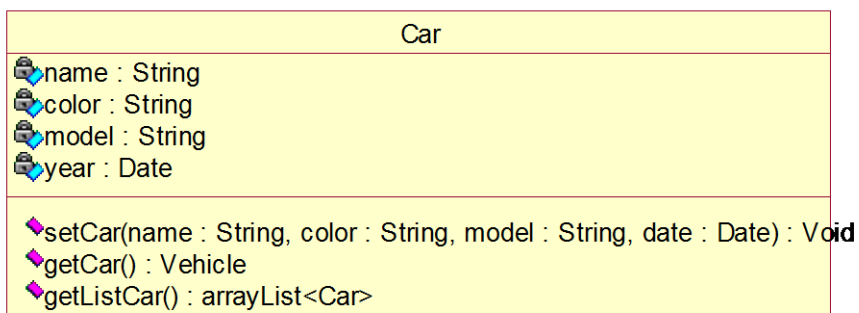 Car
name : String
color : String
model : String
year : Date
setCar(name : String, color : String, model : String, date : Date) : Void
getCar() : Vehicle
getListCar() : arrayList<Car>